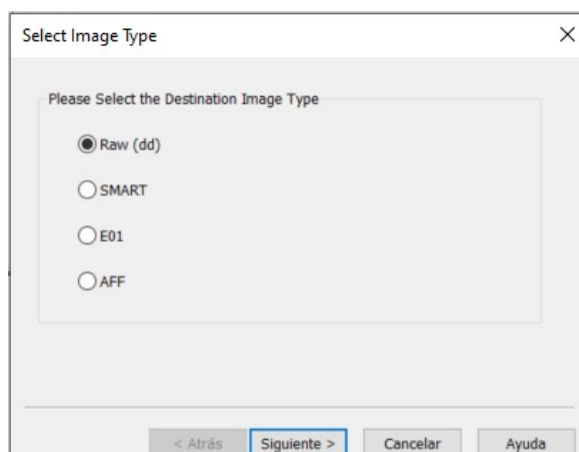 Select Image Type
Please Select the Destination Image Type
Raw (dd)
SMART
E01
AFF
< Atrás Siguiente > Cancelar Ayuda